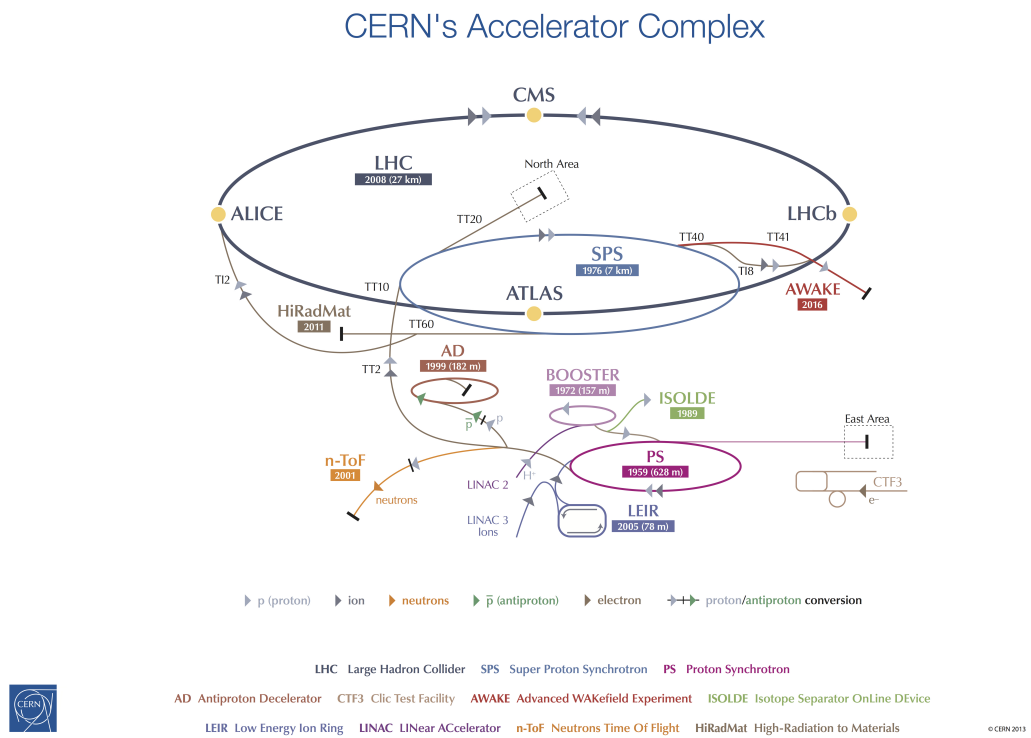 CERN's Accelerator Complex
CMS
North Area
LHC
2008 (27 km)
ALICE
LHCb
TT20
TT40
TT41
SPS
1976 (7 km)
TI8
TI2
TT10
ATLAS
AWAKE
2016
HiRadMat
2011
TT60
AD
1999 (182 m)
TT2
BOOSTER
1972 (157 m)
ISOLDE
1989
p̅
p
East Area
n-ToF
2001
PS
1959 (628 m)
H⁺
LINAC 2
neutrons
CTF3
e⁻
LINAC 3
Ions
LEIR
2005 (78 m)
p (proton) ion neutrons p̅ (antiproton) electron proton/antiproton conversion
LHC Large Hadron Collider SPS Super Proton Synchrotron PS Proton Synchrotron
AD Antiproton Decelerator CTF3 Clic Test Facility AWAKE Advanced WAKefield Experiment ISOLDE Isotope Separator OnLine DEvice
LEIR Low Energy Ion Ring LINAC LINear ACcelerator n-ToF Neutrons Time Of Flight HiRadMat High-Radiation to Materials
CERN
© CERN 2013